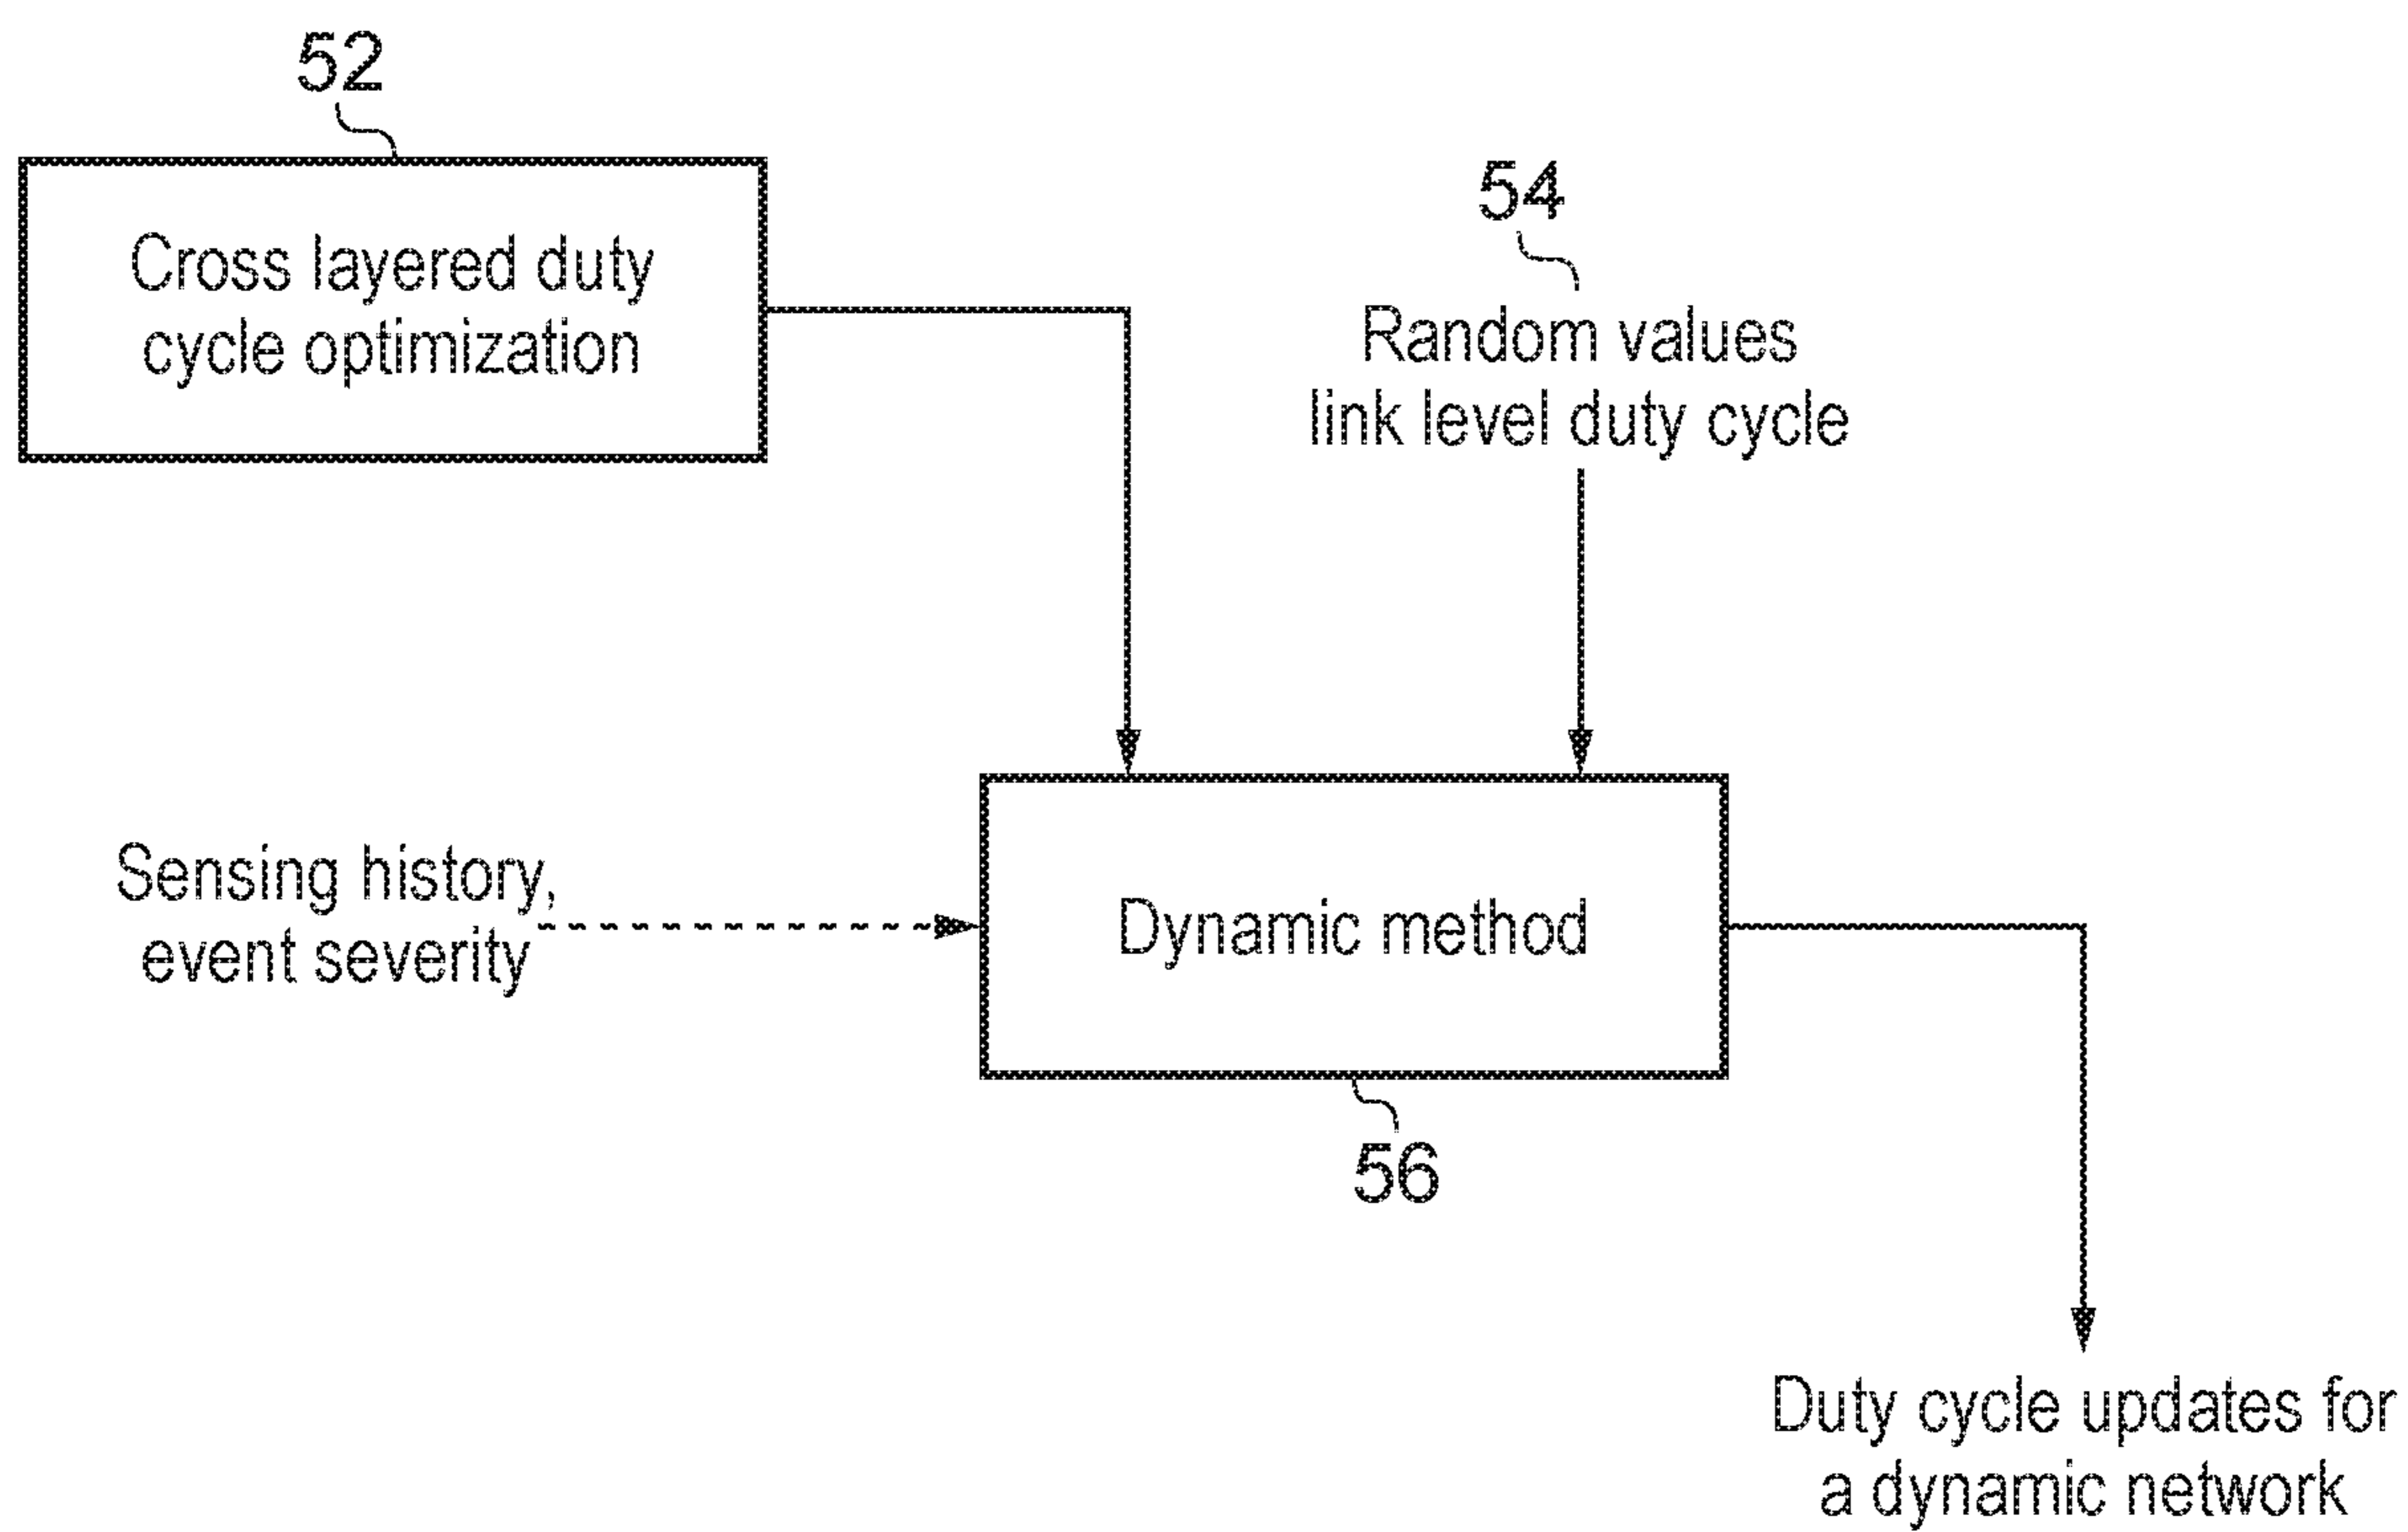 52
Cross layered duty
cycle optimization
54
Random values
link level duty cycle
Sensing history,
event severity
Dynamic method
56
Duty cycle updates for
a dynamic network